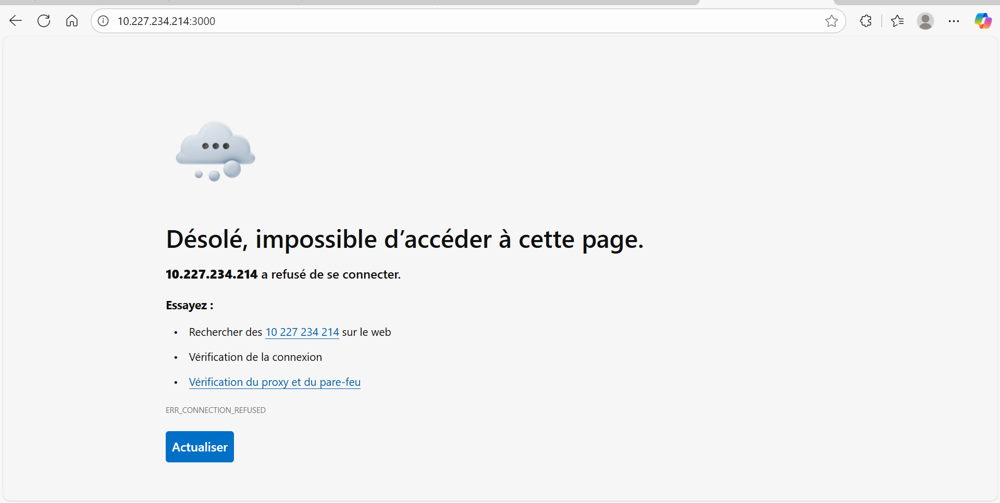 10.227.234.214:3000
Désolé, impossible d’accéder à cette page.
10.227.234.214 a refusé de se connecter.
Essayez :
• Rechercher des 10 227 234 214 sur le web
• Vérification de la connexion
• Vérification du proxy et du pare-feu
ERR_CONNECTION_REFUSED
Actualiser